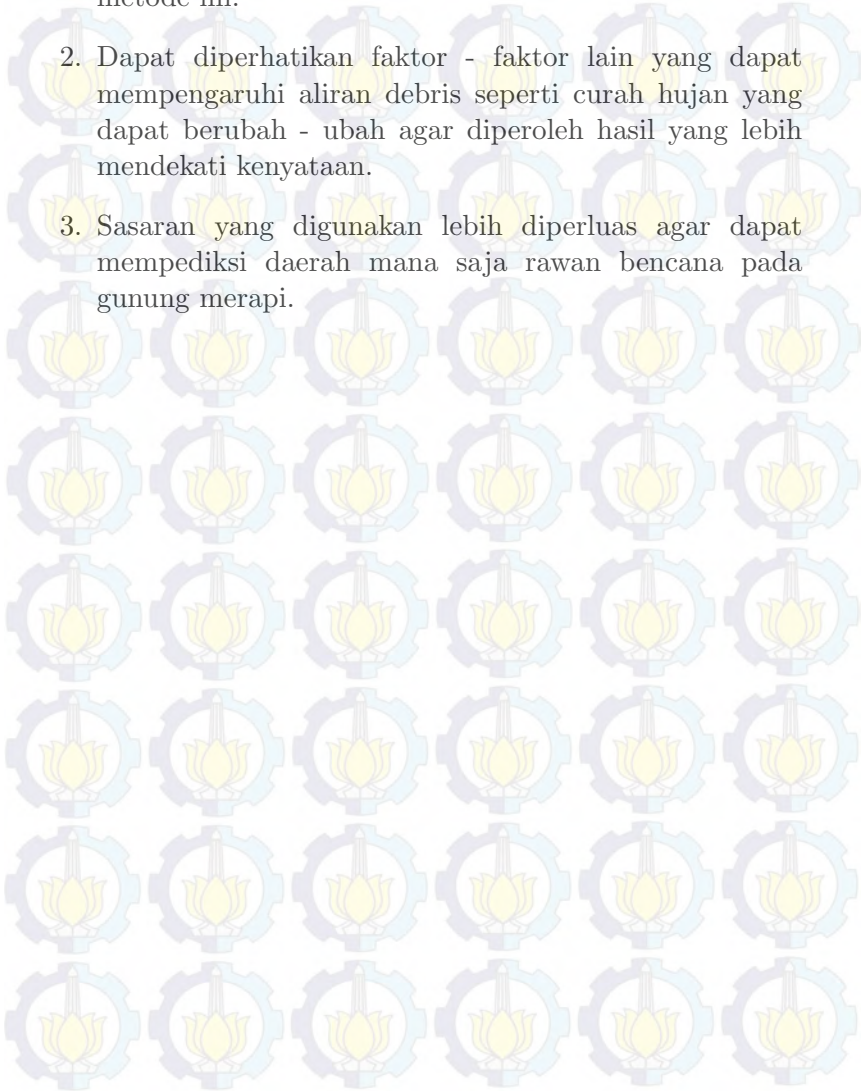 metode ini.
2. Dapat diperhatikan faktor - faktor lain yang dapat
mempengaruhi aliran debris seperti curah hujan yang
dapat berubah - ubah agar diperoleh hasil yang lebih
mendekati kenyataan.
3. Sasaran yang digunakan lebih diperluas agar dapat
mempediksi daerah mana saja rawan bencana pada
gunung merapi.